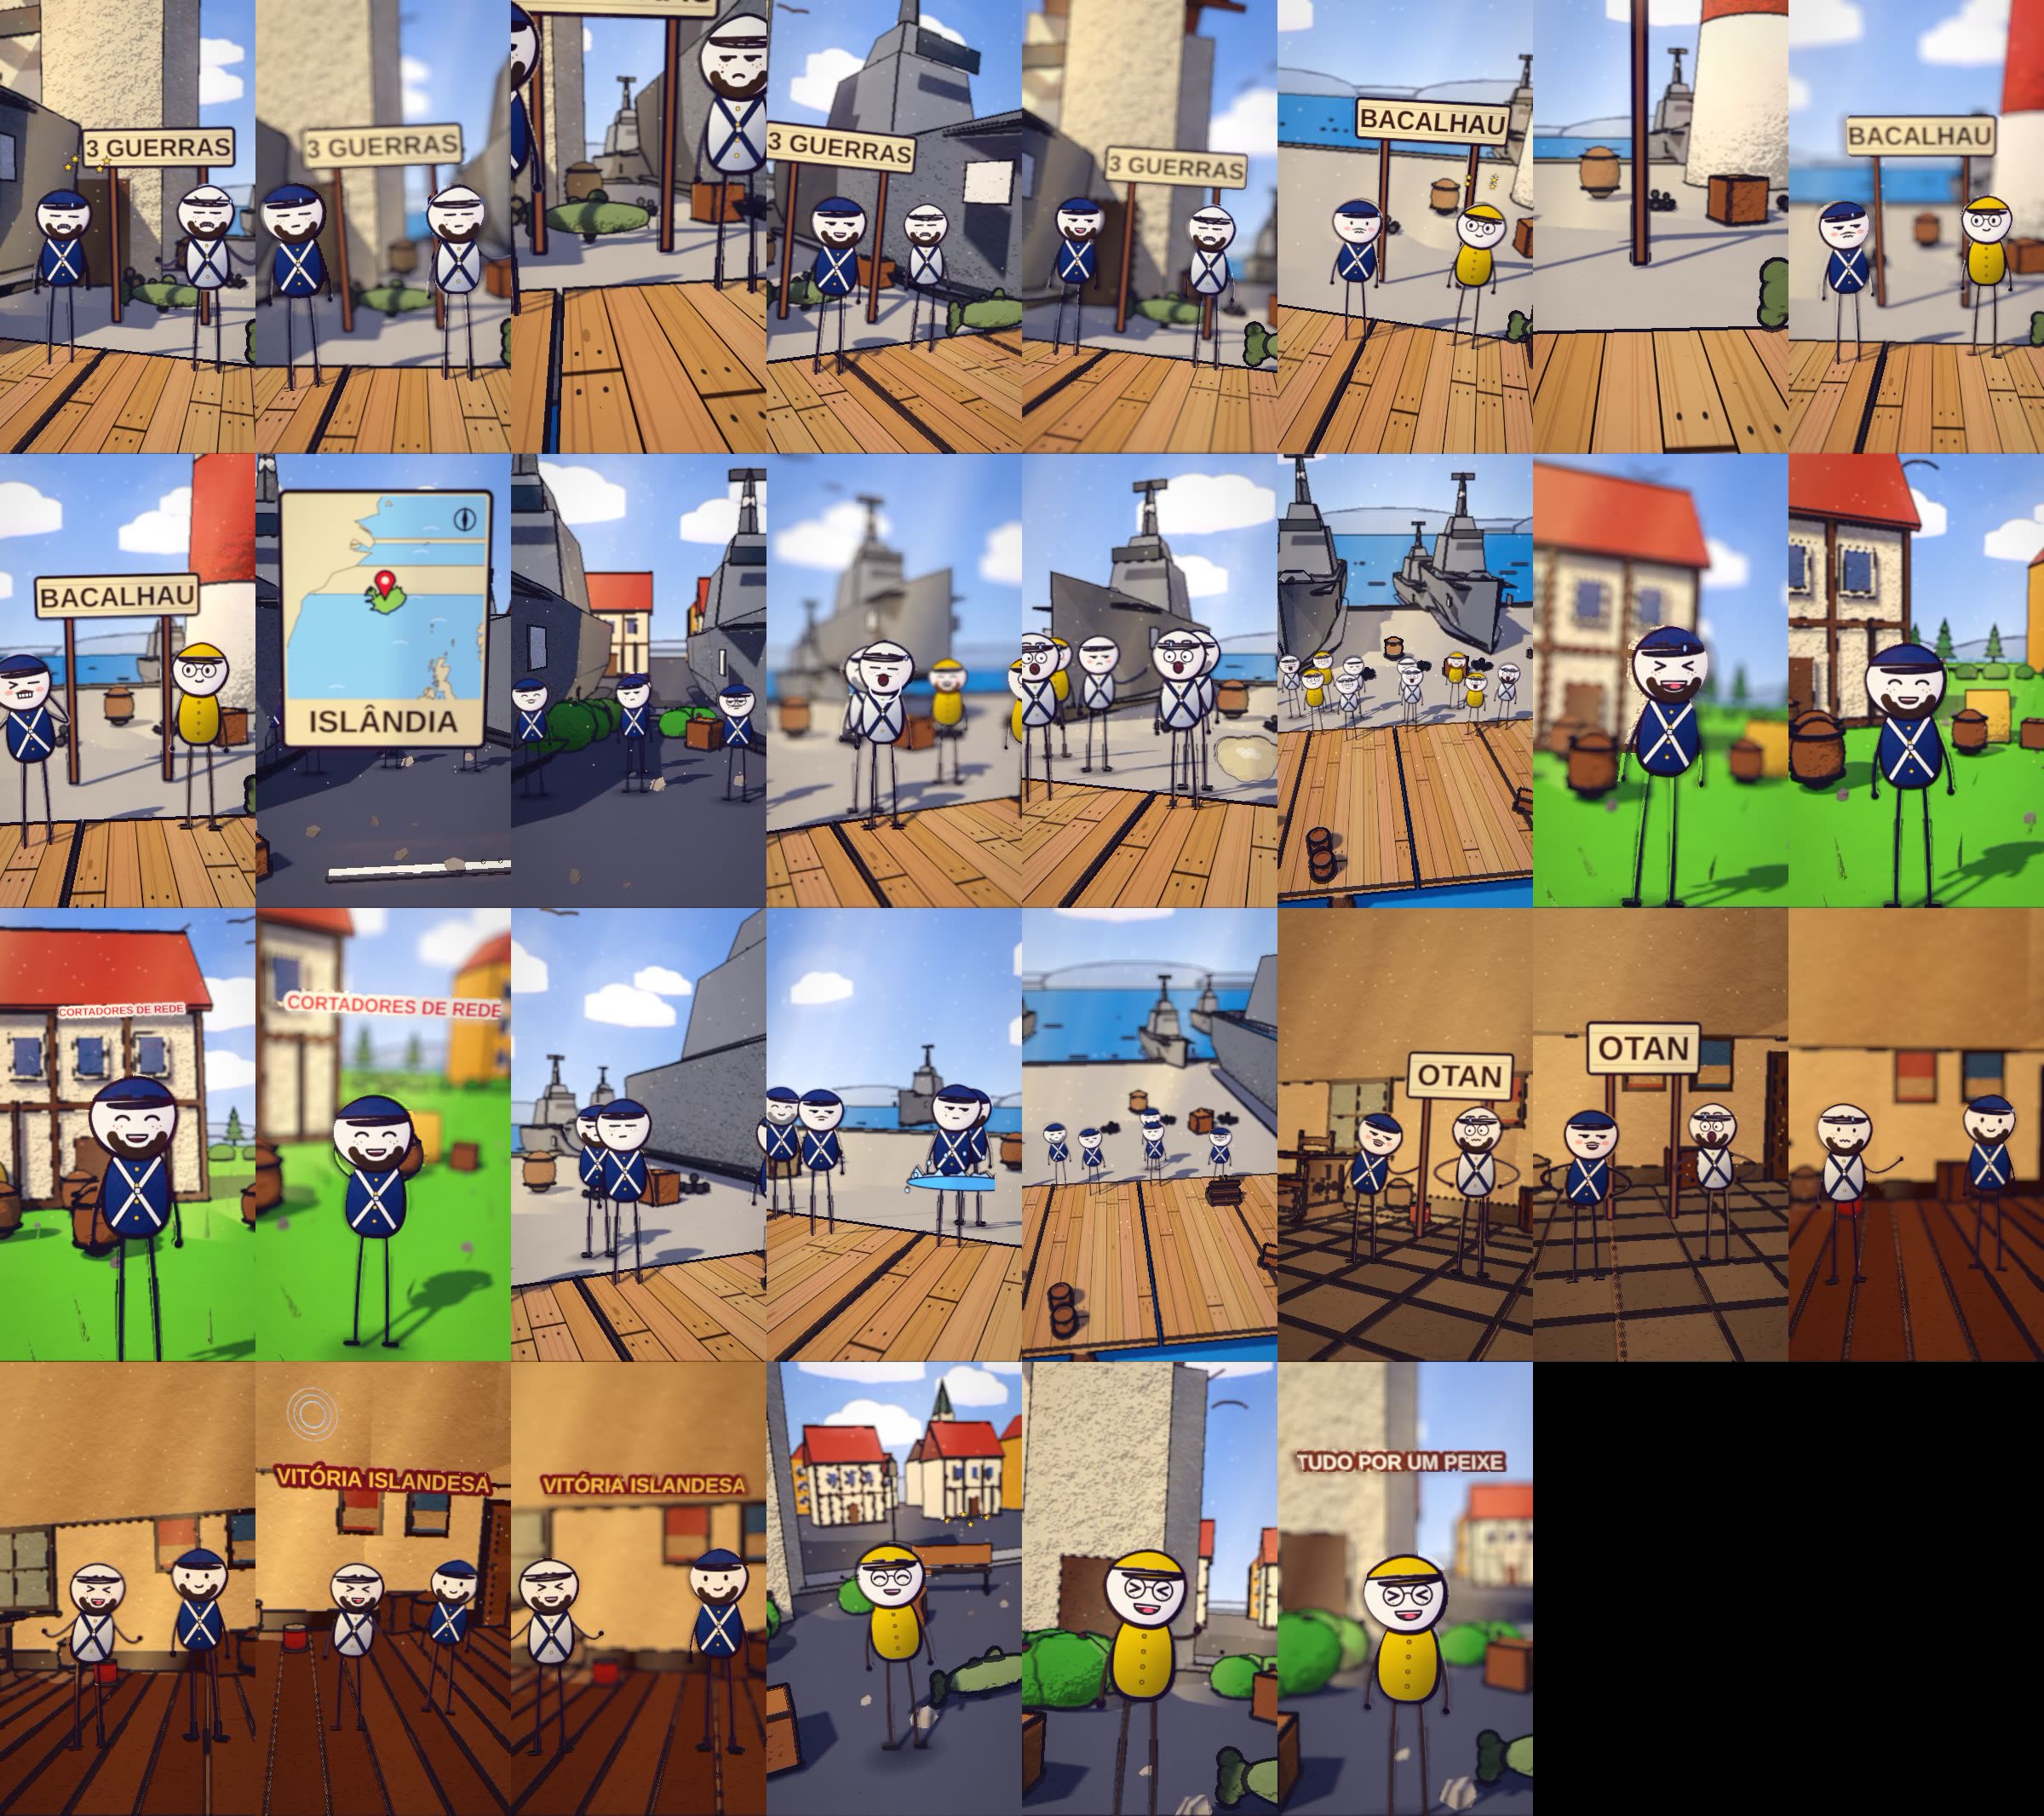 3 GUERRAS
3 GUERRAS
3 GUERRAS
3 GUERRAS
BACALHAU
BACALHAU
BACALHAU
ISLÂNDIA
CORTADORES DE REDE
CORTADORES DE REDE
OTAN
OTAN
VITÓRIA ISLANDESA
VITÓRIA ISLANDESA
TUDO POR UM PEIXE